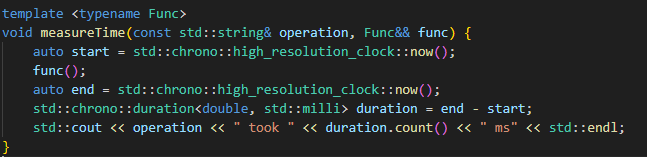 template <typename Func>
void measureTime(const std::string& operation, Func&& func) {
    auto start = std::chrono::high_resolution_clock::now();
    func();
    auto end = std::chrono::high_resolution_clock::now();
    std::chrono::duration<double, std::milli> duration = end - start;
    std::cout << operation << " took " << duration.count() << " ms" << std::endl;
}